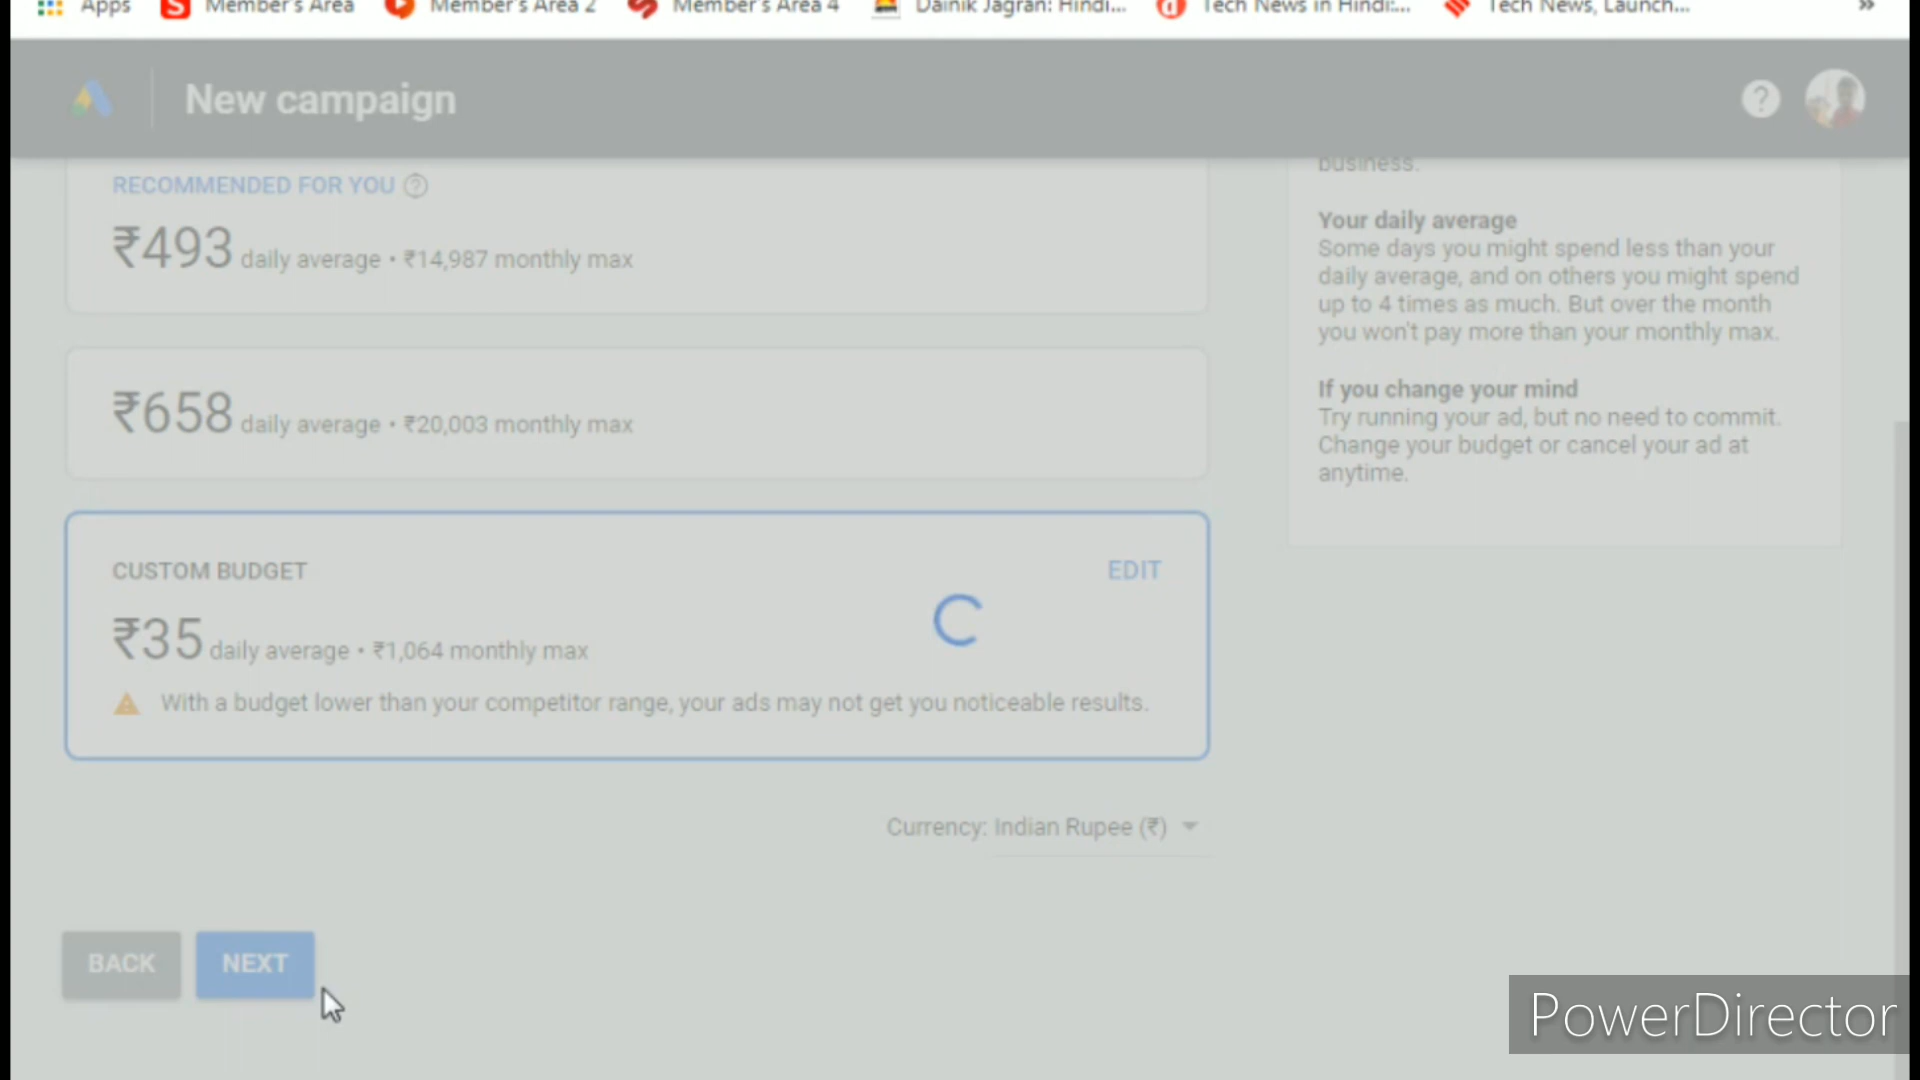 Apps Member's Area Member's Area 2 Member's Area 4 Dainik Jagran: Hindi... Tech News in Hindi:... Tech News, Launch... »
New campaign
RECOMMENDED FOR YOU
₹493 daily average • ₹14,987 monthly max
₹658 daily average • ₹20,003 monthly max
CUSTOM BUDGET
EDIT
₹35 daily average • ₹1,064 monthly max
With a budget lower than your competitor range, your ads may not get you noticeable results.
Currency: Indian Rupee (₹)
BACK NEXT
business.
Your daily average
Some days you might spend less than your
daily average, and on others you might spend
up to 4 times as much. But over the month
you won't pay more than your monthly max.
If you change your mind
Try running your ad, but no need to commit.
Change your budget or cancel your ad at
anytime.
PowerDirector